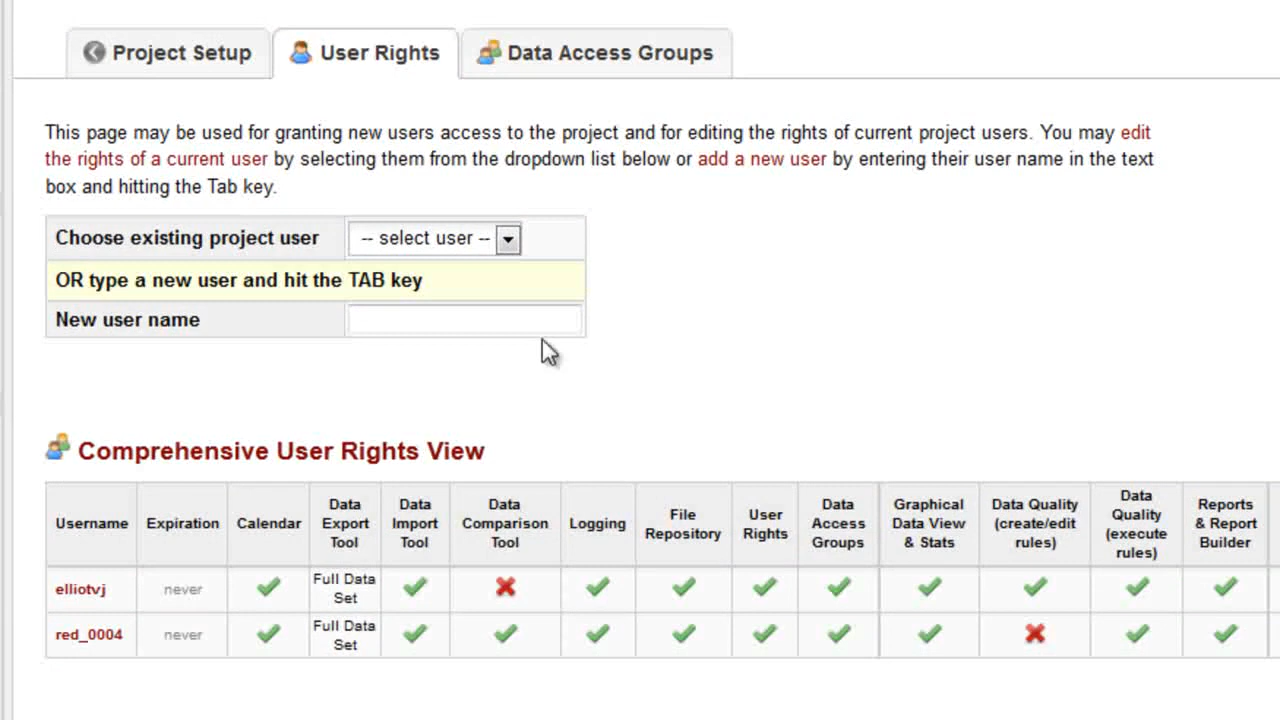 Project Setup
User Rights
Data Access Groups
This page may be used for granting new users access to the project and for editing the rights of current project users. You may edit
the rights of a current user by selecting them from the dropdown list below or add a new user by entering their user name in the text
box and hitting the Tab key.
Choose existing project user
-- select user --
OR type a new user and hit the TAB key
New user name
Comprehensive User Rights View
Username
Expiration
Calendar
Data
Export
Tool
Data
Import
Tool
Data
Comparison
Tool
Logging
File
Repository
User
Rights
Data
Access
Groups
Graphical
Data View
& Stats
Data Quality
(create/edit
rules)
Data
Quality
(execute
rules)
Reports
& Report
Builder
elliotvj
never
Full Data
Set
red_0004
never
Full Data
Set